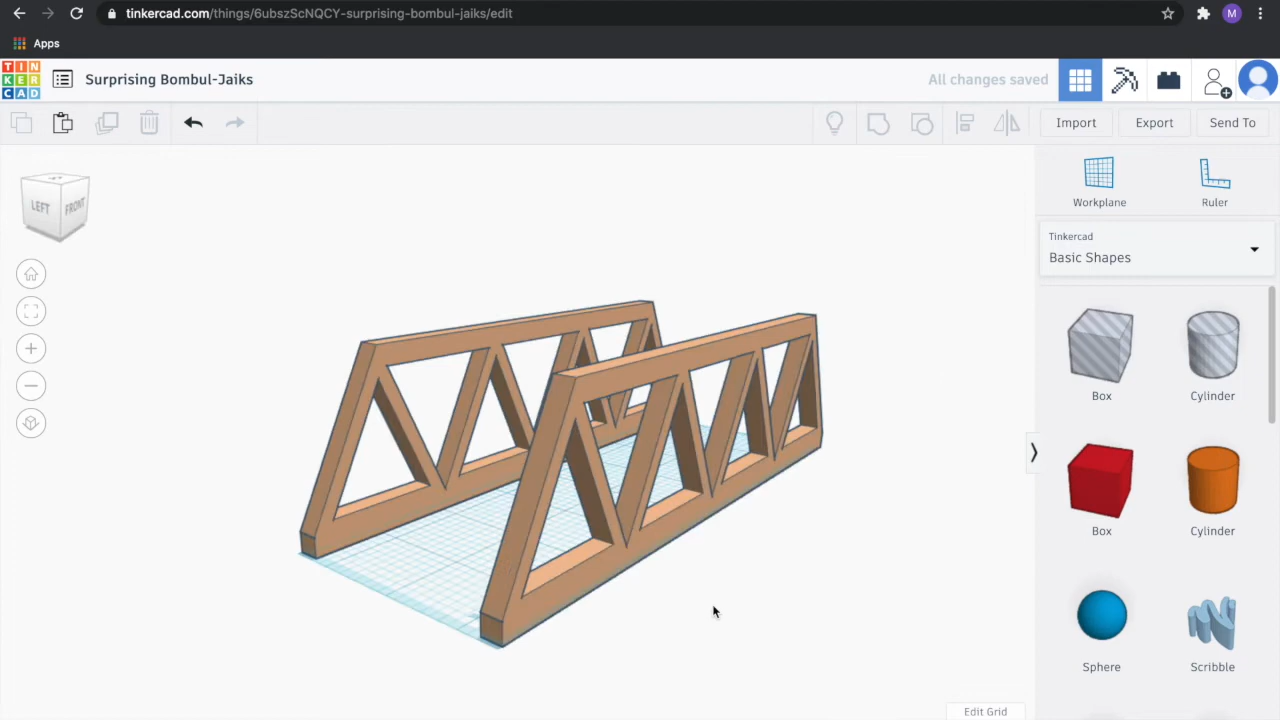 tinkercad.com/things/6ubszScNQCY-surprising-bombul-jaiks/edit
M
Apps
TIN
KER
CAD
Surprising Bombul-Jaiks
All changes saved
Import
Export
Send To
LEFT
FRONT
Workplane
Ruler
Tinkercad
Basic Shapes
Box
Cylinder
Box
Cylinder
Sphere
Scribble
Edit Grid